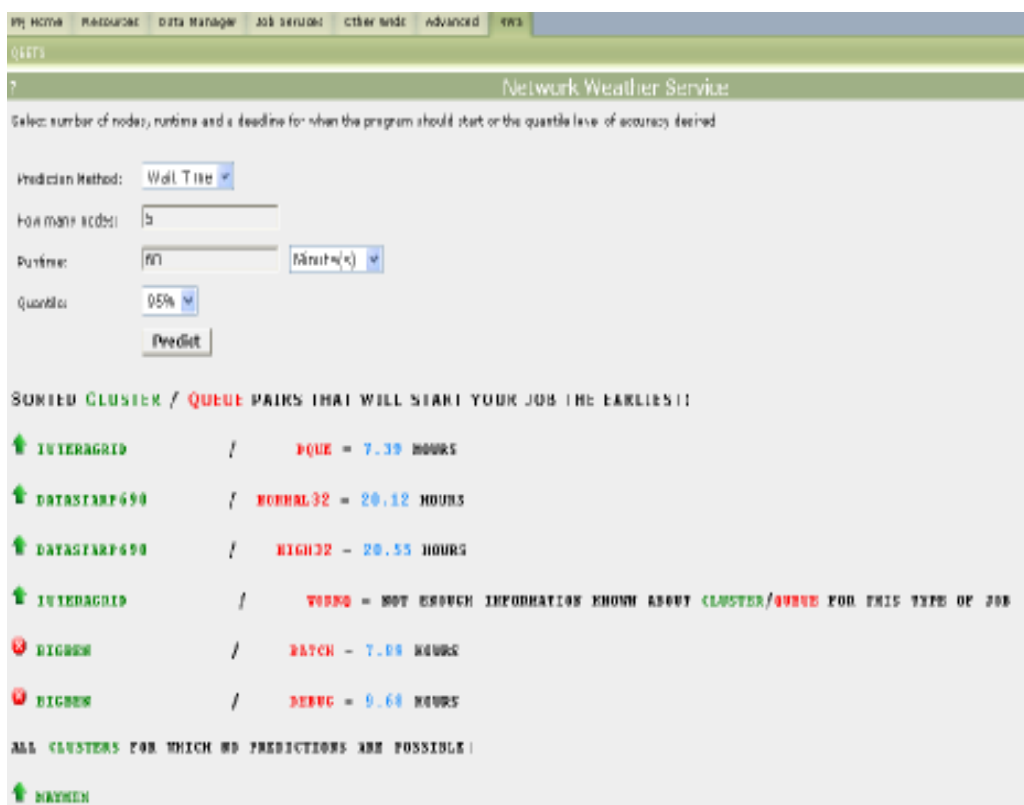 My Home Resources Data Manager Job Services Other Grids Advanced NWS
QBETS
?
Network Weather Service
Select number of nodes, runtime and a deadline for when the program should start or the quantile level of accuracy desired
Prediction Method: Wait Time
How many nodes: 5
Runtime: 60 Minute(s)
Quantile: 95%
Predict
SORTED CLUSTER / QUEUE PAIRS THAT WILL START YOUR JOB THE EARLIEST:
/ DQUE = 7.39 HOURS
DATASTARP690 / NORMAL32 = 20.12 HOURS
DATASTARP690 / HIGH32 = 20.55 HOURS
/ WORKQ = NOT ENOUGH INFORMATION KNOWN ABOUT CLUSTER/QUEUE FOR THIS TYPE OF JOB
BIGBEN / BATCH = HOURS
BIGBEN / DEBUG = 9.68 HOURS
ALL CLUSTERS FOR WHICH NO PREDICTIONS ARE POSSIBLE: